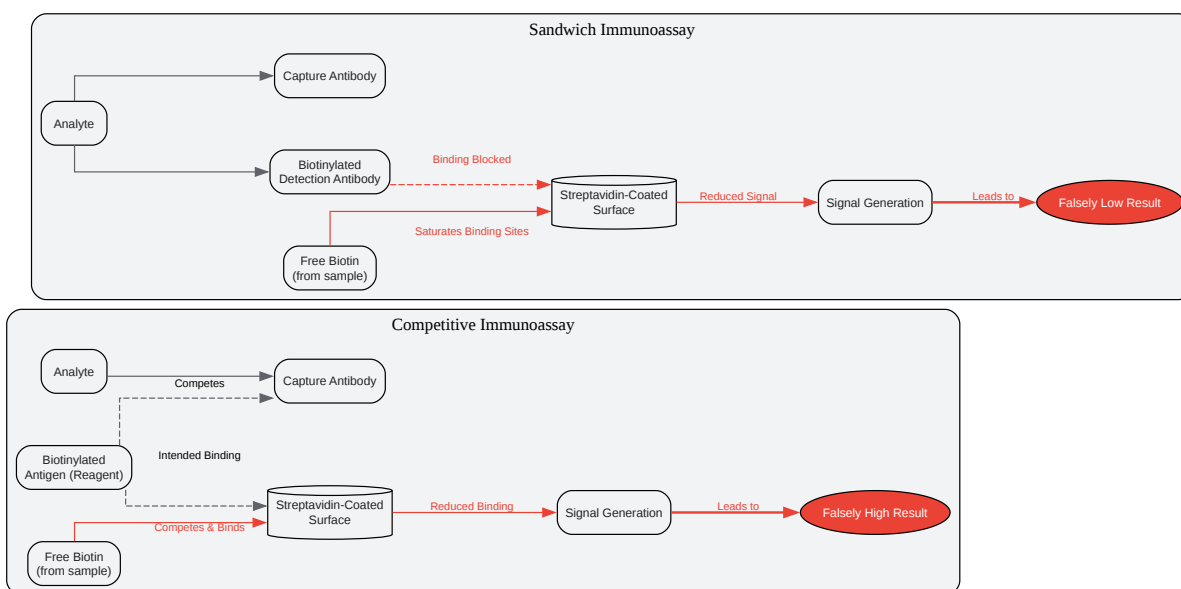 Sandwich Immunoassay
Capture Antibody
Analyte
Biotinylated
Detection Antibody
Binding Blocked
Streptavidin-Coated
Surface
Reduced Signal
Signal Generation
Leads to
Falsely Low Result
Saturates Binding Sites
Free Biotin
(from sample)
Competitive Immunoassay
Analyte
Competes
Capture Antibody
Biotinylated
Antigen (Reagent)
Intended Binding
Streptavidin-Coated
Surface
Reduced Binding
Signal Generation
Leads to
Falsely High Result
Competes & Binds
Free Biotin
(from sample)